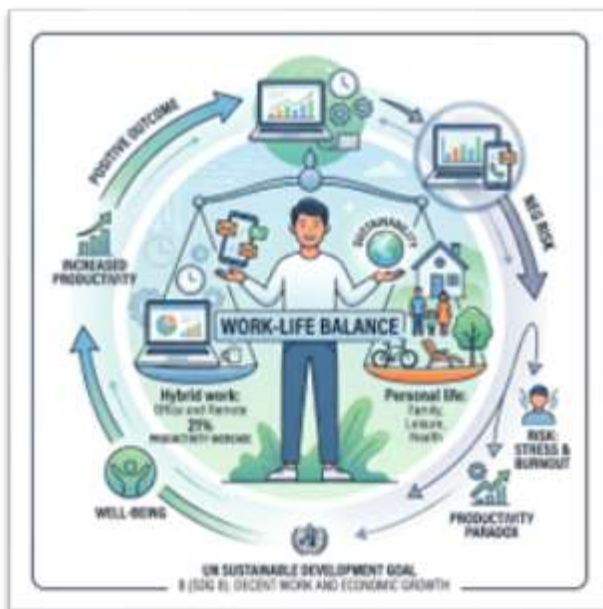 POSITIVE OUTCOME
NEG RISK
INCREASED
PRODUCTIVITY
SUSTAINABILITY
WORK-LIFE BALANCE
Hybrid work:
Office and Remote
21%
PRODUCTIVITY INCREASE
Personal life:
Family,
Leisure,
Health
RISK:
STRESS &
BURNOUT
WELL-BEING
PRODUCTIVITY
PARADOX
UN SUSTAINABLE DEVELOPMENT GOAL
8 (SDG 8): DECENT WORK AND ECONOMIC GROWTH